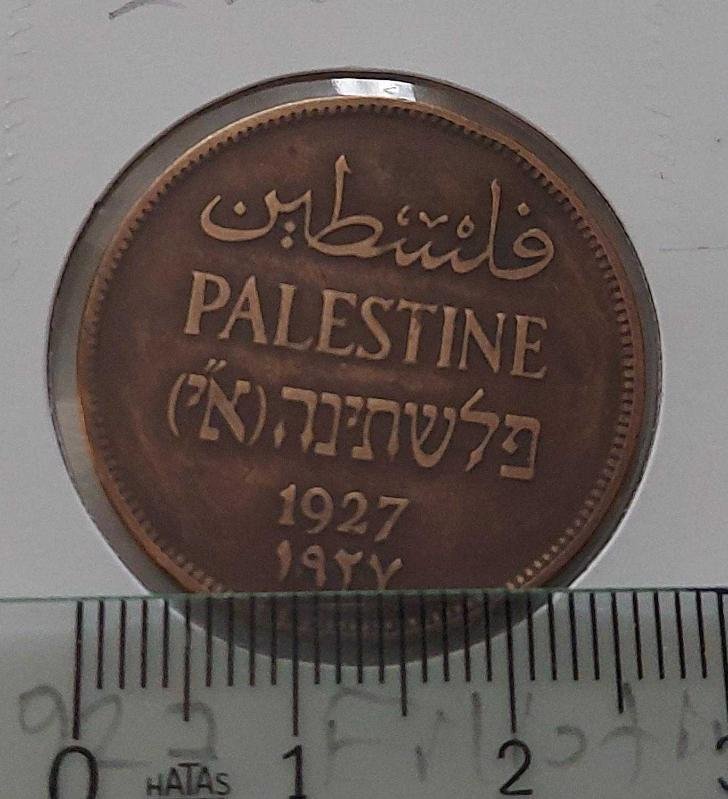 فلسطين
PALESTINE
פלשתינה (א״י)
1927
١٩٢٧
0 HATAS 1 2